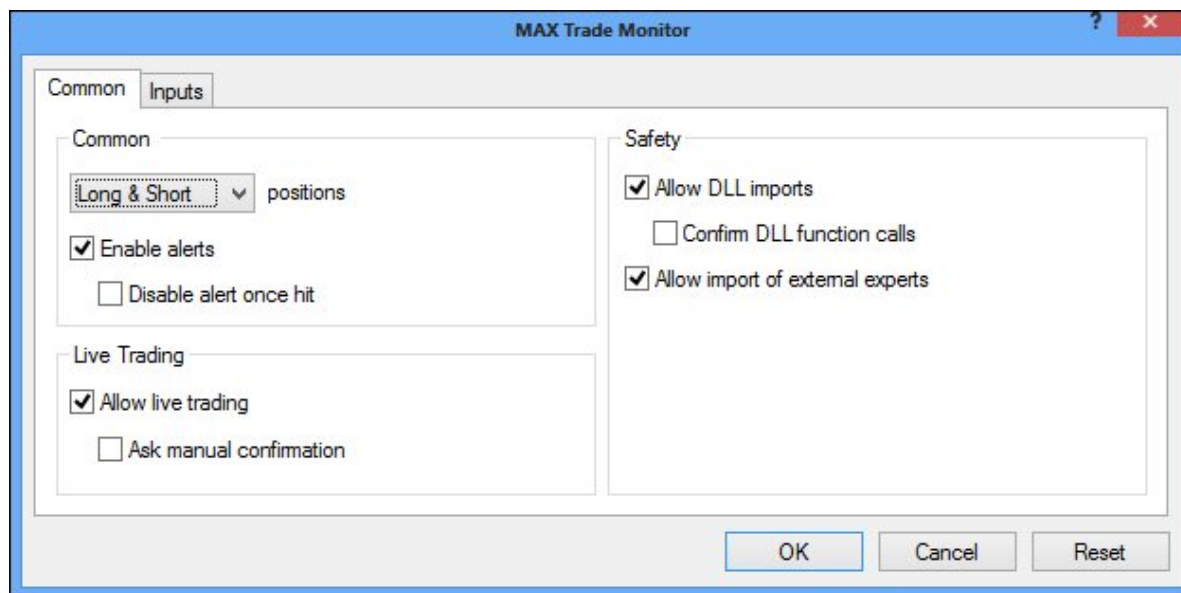 MAX Trade Monitor
?
Common Inputs
Common
Long & Short positions
Enable alerts
Disable alert once hit
Live Trading
Allow live trading
Ask manual confirmation
Safety
Allow DLL imports
Confirm DLL function calls
Allow import of external experts
OK Cancel Reset